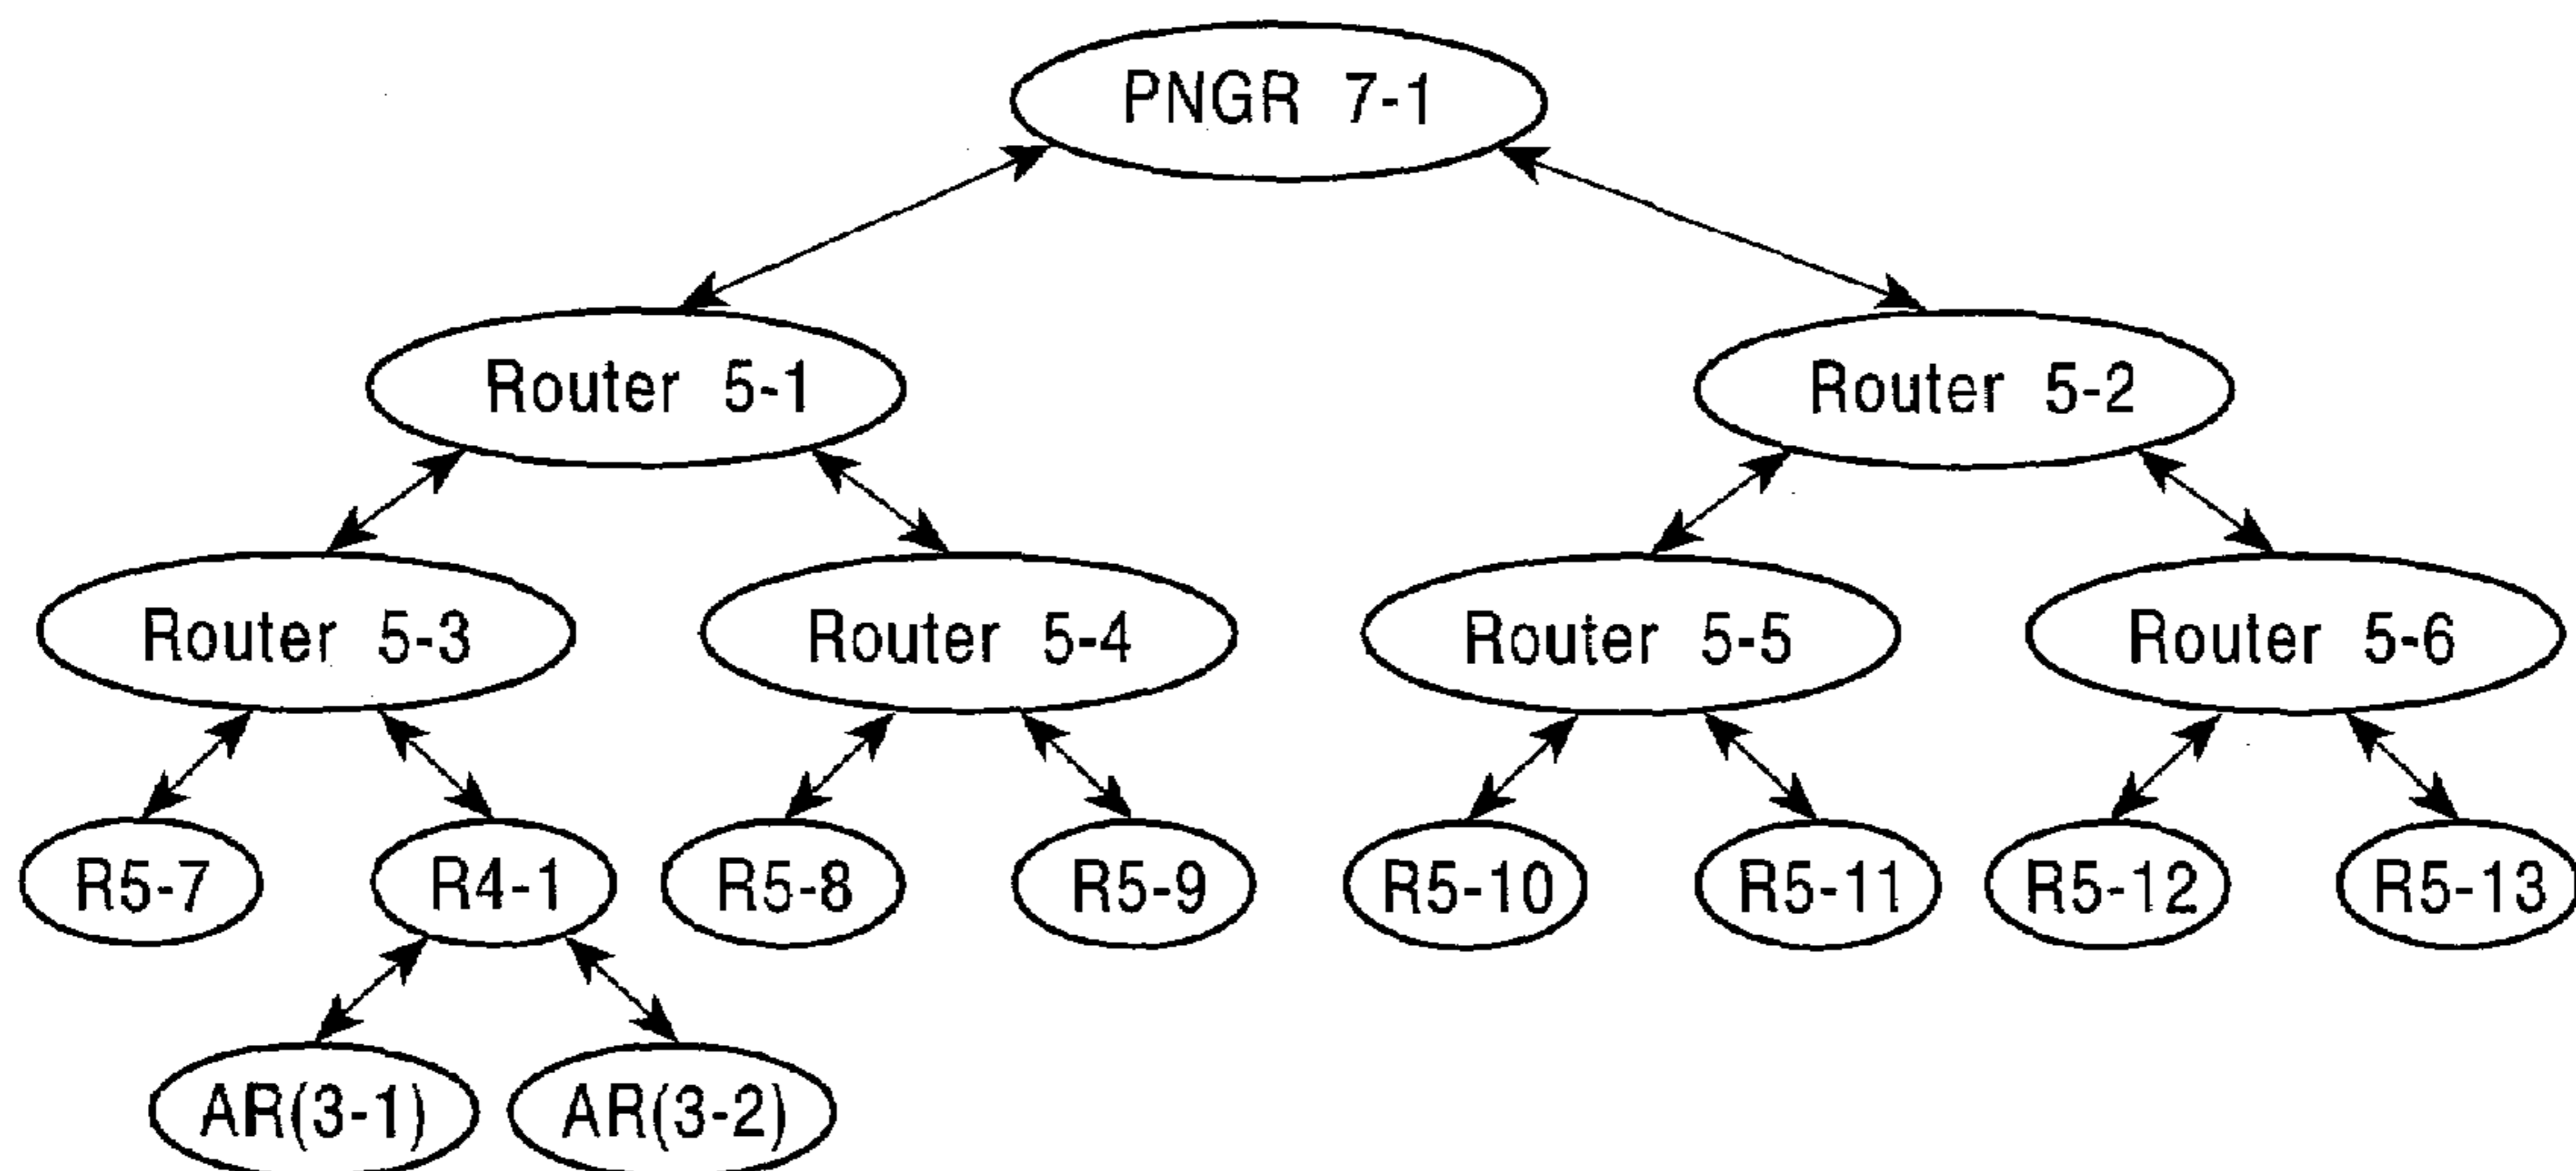 PNGR 7-1
Router 5-1
Router 5-2
Router 5-3
Router 5-4
Router 5-5
Router 5-6
R5-7
R4-1
R5-8
R5-9
R5-10
R5-11
R5-12
R5-13
AR(3-1)
AR(3-2)